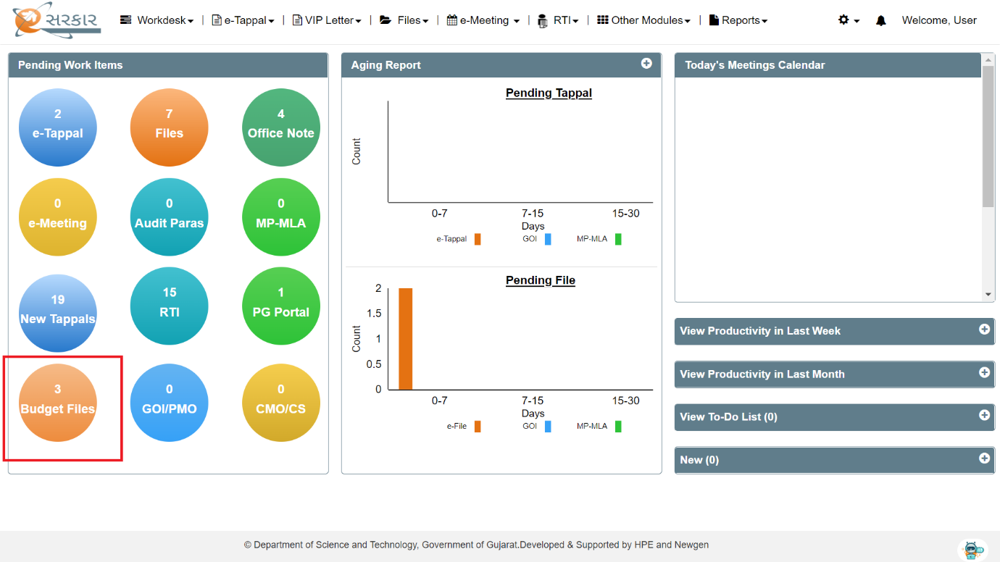 સરકાર
Workdesk | e-Tappal | VIP Letter | Files | e-Meeting | RTI | Other Modules | Reports
Welcome, User
Pending Work Items
2
e-Tappal
7
Files
4
Office Note
0
e-Meeting
0
Audit Paras
0
MP-MLA
19
New Tappals
15
RTI
1
PG Portal
3
Budget Files
0
GOI/PMO
0
CMO/CS
Aging Report
Pending Tappal
Count
0-7 7-15 15-30
Days
e-Tappal GOI MP-MLA
Pending File
2
1.5
1
0.5
0
Count
0-7 7-15 15-30
Days
e-File GOI MP-MLA
Today's Meetings Calendar
View Productivity in Last Week
View Productivity in Last Month
View To-Do List (0)
New (0)
© Department of Science and Technology, Government of Gujarat.Developed & Supported by HPE and Newgen